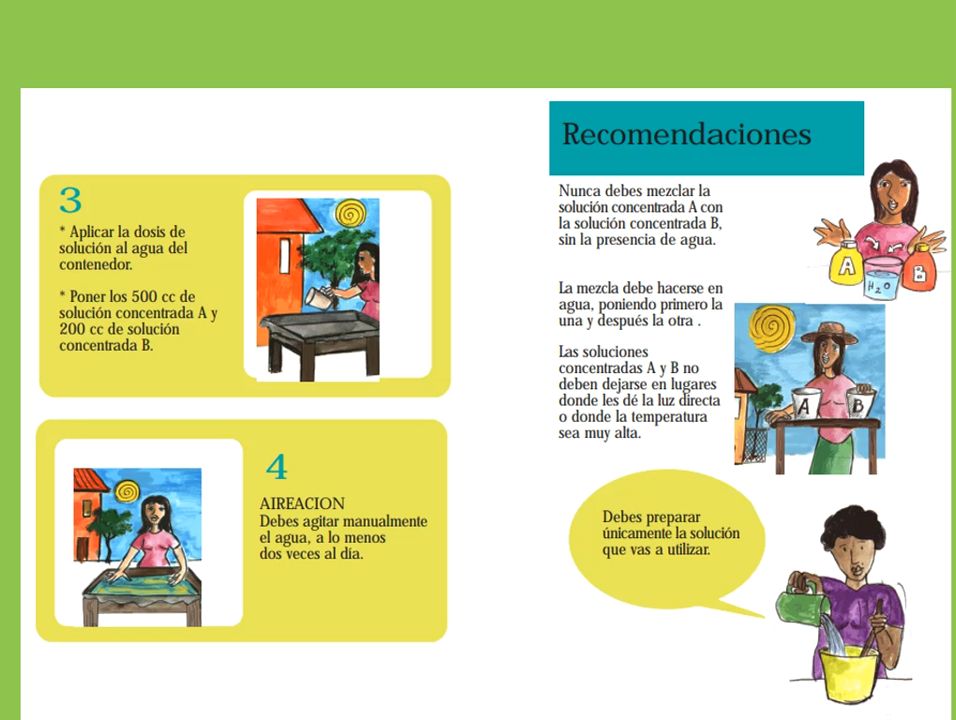 3
* Aplicar la dosis de
solución al agua del
contenedor.
* Poner los 500 cc de
solución concentrada A y
200 cc de solución
concentrada B.
4
AIREACION
Debes agitar manualmente
el agua, a lo menos
dos veces al día.
Recomendaciones
Nunca debes mezclar la
solución concentrada A con
la solución concentrada B,
sin la presencia de agua.
A
H2O
B
La mezcla debe hacerse en
agua, poniendo primero la
una y después la otra .
Las soluciones
concentradas A y B no
deben dejarse en lugares
donde les dé la luz directa
o donde la temperatura
sea muy alta.
A
B
Debes preparar
únicamente la solución
que vas a utilizar.